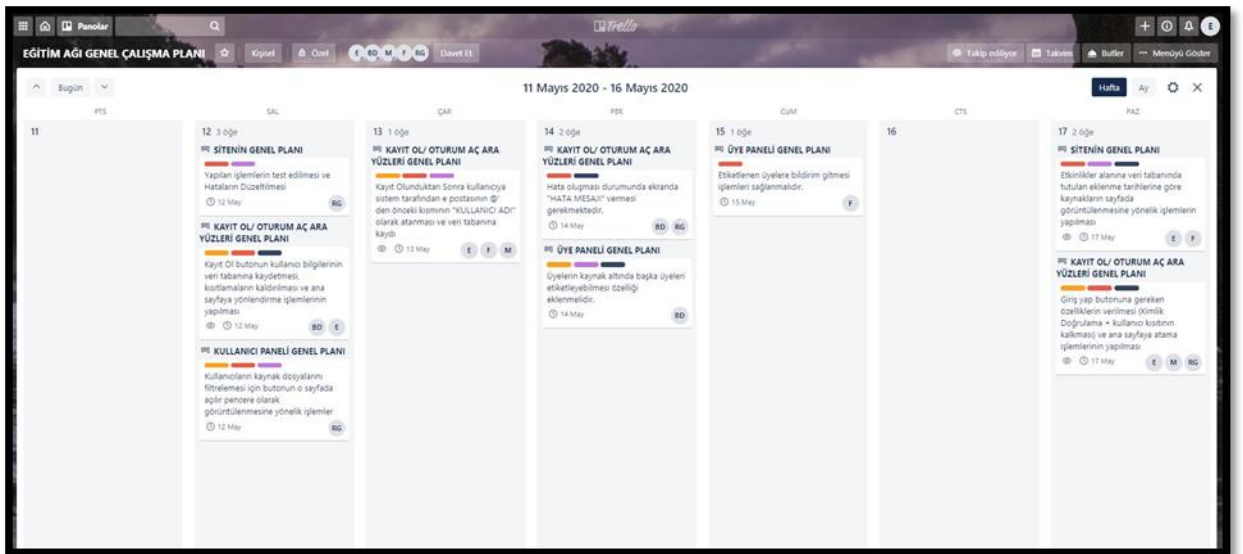 Panolar
Trello
E
EĞİTİM AĞI GENEL ÇALIŞMA PLANI
Kişisel
Özel
E BD M F RG
Davet Et
Takip ediliyor
Takvim
Butler
Menüyü Göster
Bugün
11 Mayıs 2020 - 16 Mayıs 2020
Hafta
Ay
PTS
SAL
ÇAR
PER
CUM
CTS
PAZ
11
12 3 öğe
SİTENİN GENEL PLANI
Yapılan işlemlerin test edilmesi ve
Hataların Düzeltilmesi
12 May
RG
KAYIT OL/ OTURUM AÇ ARA
YÜZLERİ GENEL PLANI
Kayıt Ol butonun kullanıcı bilgilerinin
veri tabanına kaydetmesi,
kısıtlamaların kaldırılması ve ana
sayfaya yönlendirme işlemlerinin
yapılması
12 May
BD E
KULLANICI PANELİ GENEL PLANI
Kullanıcıların kaynak dosyalarını
filtrelemesi için butonun o sayfada
açılır pencere olarak
görüntülenmesine yönelik işlemler
12 May
RG
13 1 öğe
KAYIT OL/ OTURUM AÇ ARA
YÜZLERİ GENEL PLANI
Kayıt Olunduktan Sonra kullanıcıya
sistem tarafından e postasının @'
den önceki kısmının "KULLANICI ADI"
olarak atanması ve veri tabanına
kaydı
13 May
E F M
14 2 öğe
KAYIT OL/ OTURUM AÇ ARA
YÜZLERİ GENEL PLANI
Hata oluşması durumunda ekranda
"HATA MESAJI" vermesi
gerekmektedir.
14 May
BD RG
ÜYE PANELİ GENEL PLANI
Üyelerin kaynak altında başka üyeleri
etiketleyebilmesi özelliği
eklenmelidir.
14 May
BD
15 1 öğe
ÜYE PANELİ GENEL PLANI
Etiketlenen üyelere bildirim gitmesi
işlemleri sağlanmalıdır.
15 May
F
16
17 2 öğe
SİTENİN GENEL PLANI
Etkinlikler alanına veri tabanında
tutulan eklenme tarihlerine göre
kaynakların sayfada
görüntülenmesine yönelik işlemlerin
yapılması
17 May
E F
KAYIT OL/ OTURUM AÇ ARA
YÜZLERİ GENEL PLANI
Giriş yap butonuna gereken
özelliklerin verilmesi (Kimlik
Doğrulama + kullanıcı kısıtının
kalkması) ve ana sayfaya atama
işlemlerinin yapılması
17 May
E M RG